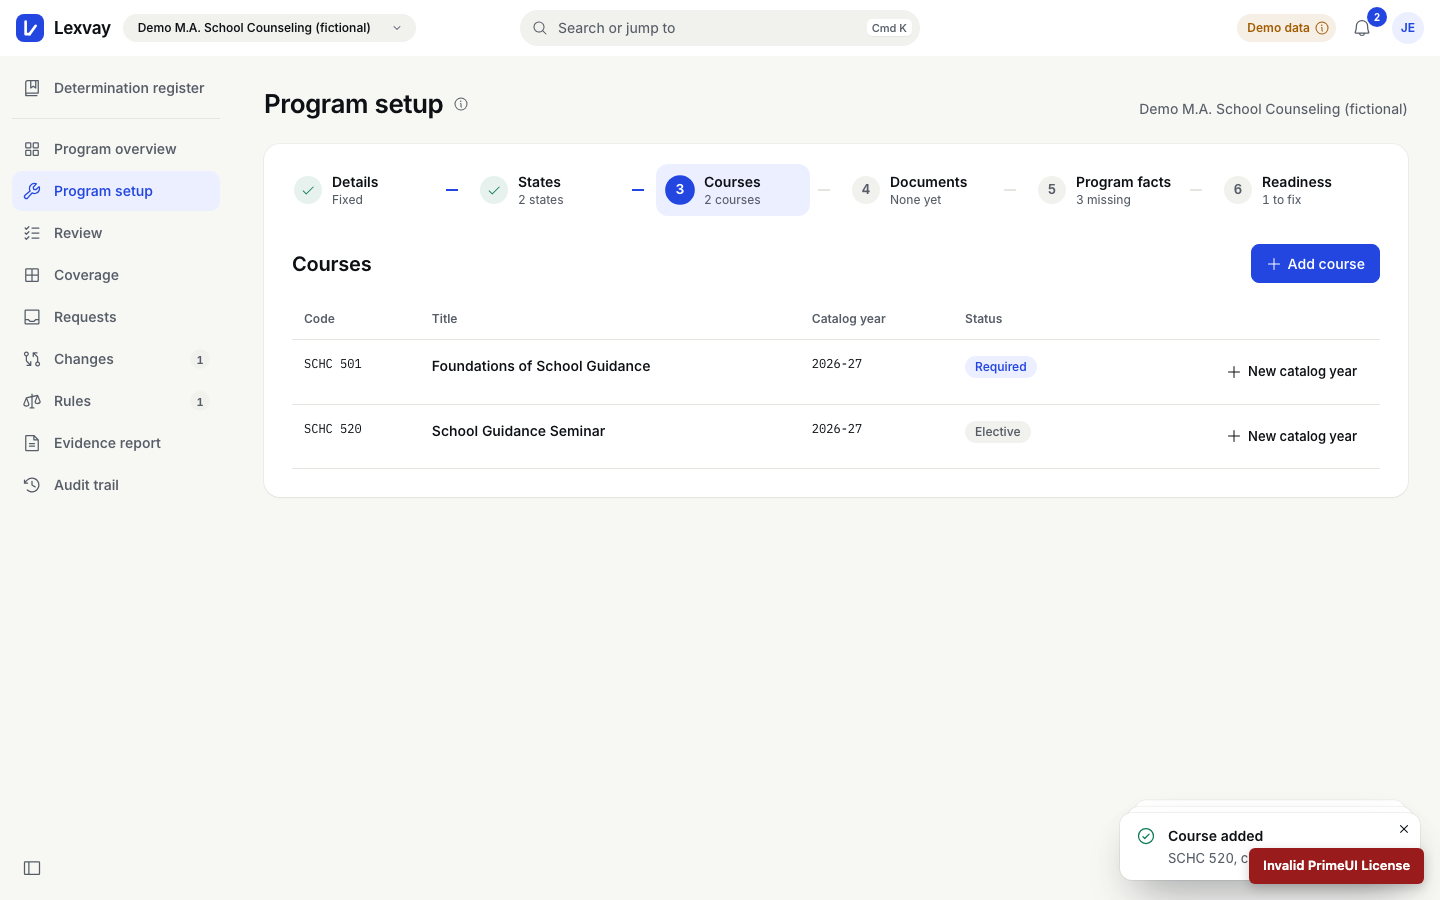 Lexvay
Demo M.A. School Counseling (fictional)
Search or jump to
Cmd K
Demo data
2
JE
Determination register
Program overview
Program setup
Review
Coverage
Requests
Changes 1
Rules 1
Evidence report
Audit trail
Program setup
Demo M.A. School Counseling (fictional)
Details
Fixed
States
2 states
3
Courses
2 courses
4
Documents
None yet
5
Program facts
3 missing
6
Readiness
1 to fix
Courses
Add course
Code Title Catalog year Status
SCHC 501 Foundations of School Guidance 2026-27 Required New catalog year
SCHC 520 School Guidance Seminar 2026-27 Elective New catalog year
Course added
SCHC 520, c
Invalid PrimeUI License